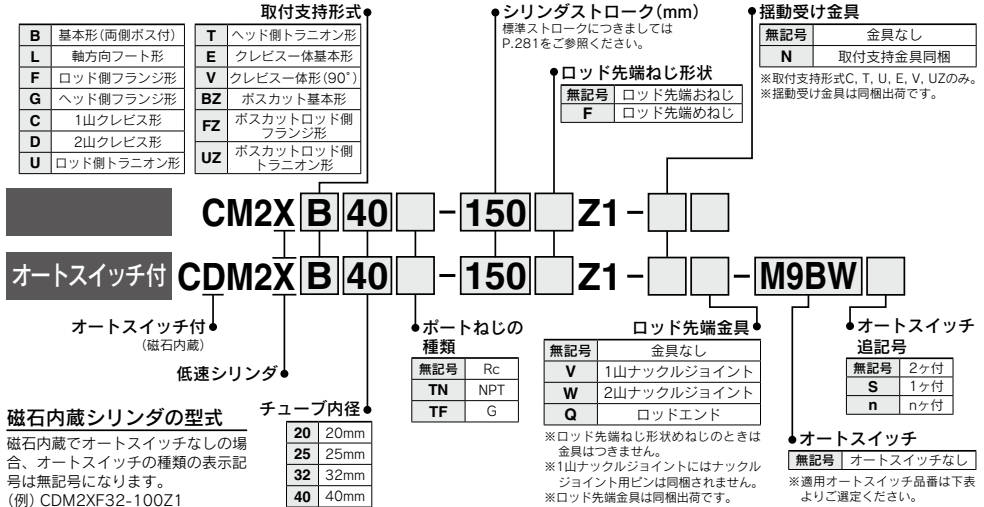 取付支持形式
B 基本形(両側ボス付)
L 軸方向フート形
F ロッド側フランジ形
G ヘッド側フランジ形
C 1山クレビス形
D 2山クレビス形
U ロッド側トラニオン形
T ヘッド側トラニオン形
E クレビス一体基本形
V クレビス一体形(90°)
BZ ボスカット基本形
FZ ボスカットロッド側
フランジ形
UZ ボスカットロッド側
トラニオン形
シリンダストローク(mm)
標準ストロークにつきましては
P.281をご参照ください。
ロッド先端ねじ形状
無記号 ロッド先端おねじ
F ロッド先端めねじ
揺動受け金具
無記号 金具なし
N 取付支持金具同梱
※取付支持形式C, T, U, E, V, UZのみ。
※揺動受け金具は同梱出荷です。
CM2X B 40 - 150 Z1 -
オートスイッチ付 CDM2X B 40 - 150 Z1 - - M9BW
オートスイッチ付
(磁石内蔵)
低速シリンダ
磁石内蔵シリンダの型式
磁石内蔵でオートスイッチなしの場
合、オートスイッチの種類の表示記
号は無記号になります。
(例) CDM2XF32-100Z1
チューブ内径
20 20mm
25 25mm
32 32mm
40 40mm
ポートねじの
種類
無記号 Rc
TN NPT
TF G
ロッド先端金具
無記号 金具なし
V 1山ナックルジョイント
W 2山ナックルジョイント
Q ロッドエンド
※ロッド先端ねじ形状めねじのときは
金具はつきません。
※1山ナックルジョイントにはナックル
ジョイント用ピンは同梱されません。
※ロッド先端金具は同梱出荷です。
オートスイッチ
追記号
無記号 2ヶ付
S 1ヶ付
n nヶ付
オートスイッチ
無記号 オートスイッチなし
※適用オートスイッチ品番は下表
よりご選定ください。